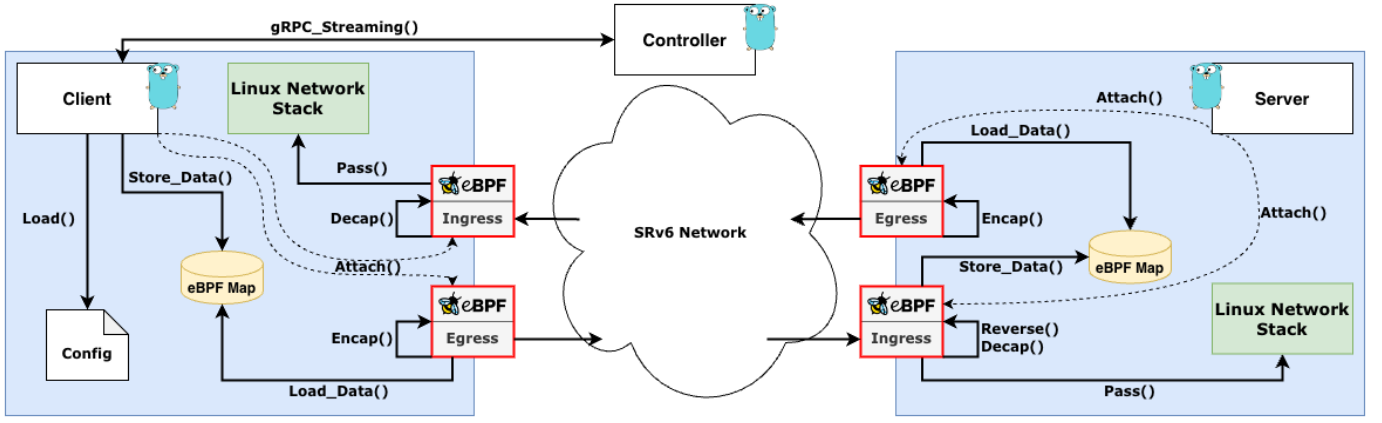 gRPC_Streaming()
Controller
Client
Linux Network
Stack
Store_Data()
Load()
Pass()
eBPF
Ingress
Decap()
Attach()
eBPF Map
Config
eBPF
Egress
Encap()
Load_Data()
SRv6 Network
Server
Attach()
Load_Data()
eBPF
Egress
Encap()
Attach()
eBPF Map
Store_Data()
eBPF
Ingress
Reverse()
Decap()
Linux Network
Stack
Pass()